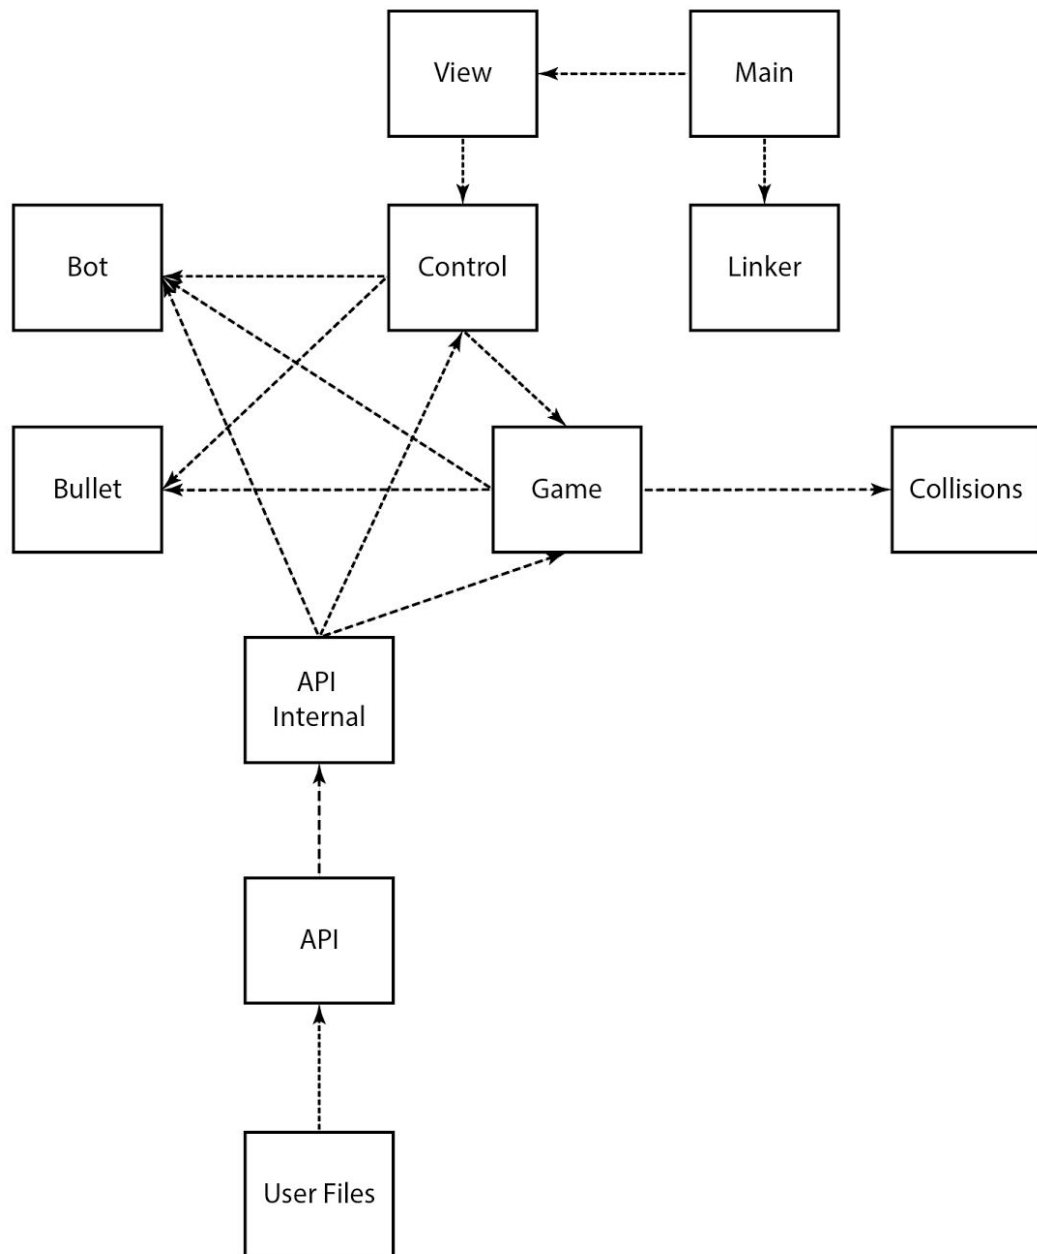 View
Main
Bot
Control
Linker
Bullet
Game
Collisions
API
Internal
API
User Files